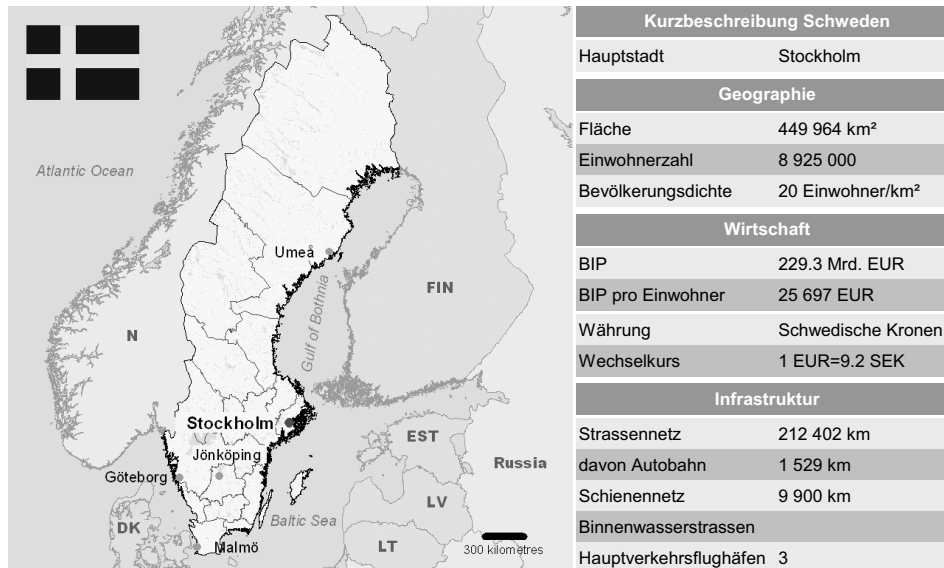 Atlantic Ocean
Umeå
Gulf of Bothnia
FIN
N
Stockholm
Jönköping
Göteborg
EST
Russia
LV
DK
Baltic Sea
Malmö
LT
300 kilometres
Kurzbeschreibung Schweden
Hauptstadt Stockholm
Geographie
Fläche 449 964 km²
Einwohnerzahl 8 925 000
Bevölkerungsdichte 20 Einwohner/km²
Wirtschaft
BIP 229.3 Mrd. EUR
BIP pro Einwohner 25 697 EUR
Währung Schwedische Kronen
Wechselkurs 1 EUR=9.2 SEK
Infrastruktur
Strassennetz 212 402 km
davon Autobahn 1 529 km
Schienennetz 9 900 km
Binnenwasserstrassen
Hauptverkehrsflughäfen 3